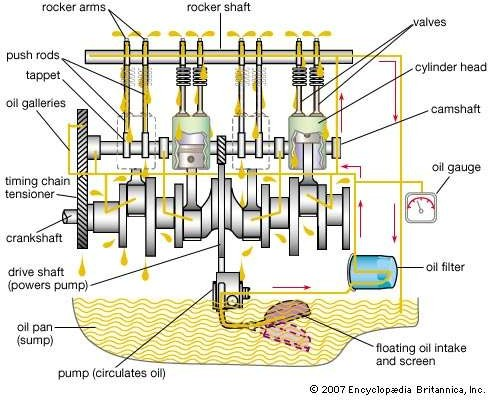 rocker arms
rocker shaft
valves
push rods
tappet
cylinder head
oil galleries
camshaft
oil gauge
timing chain
tensioner
crankshaft
drive shaft
(powers pump)
oil filter
oil pan
(sump)
floating oil intake
and screen
pump (circulates oil)
© 2007 Encyclopædia Britannica, Inc.